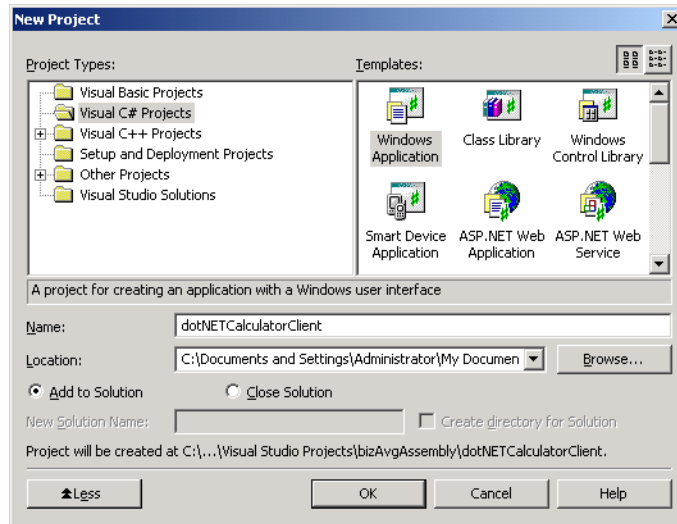 New Project
Project Types:
Templates:
Visual Basic Projects
Visual C# Projects
Visual C++ Projects
Setup and Deployment Projects
Other Projects
Visual Studio Solutions
Windows Application
Class Library
Windows Control Library
Smart Device Application
ASP.NET Web Application
ASP.NET Web Service
A project for creating an application with a Windows user interface
Name:
dotNETCalculatorClient
Location:
C:\Documents and Settings\Administrator\My Documen
Browse...
Add to Solution
Close Solution
New Solution Name:
Create directory for Solution
Project will be created at C:\...\Visual Studio Projects\bizAvgAssembly\dotNETCalculatorClient.
Less
OK
Cancel
Help